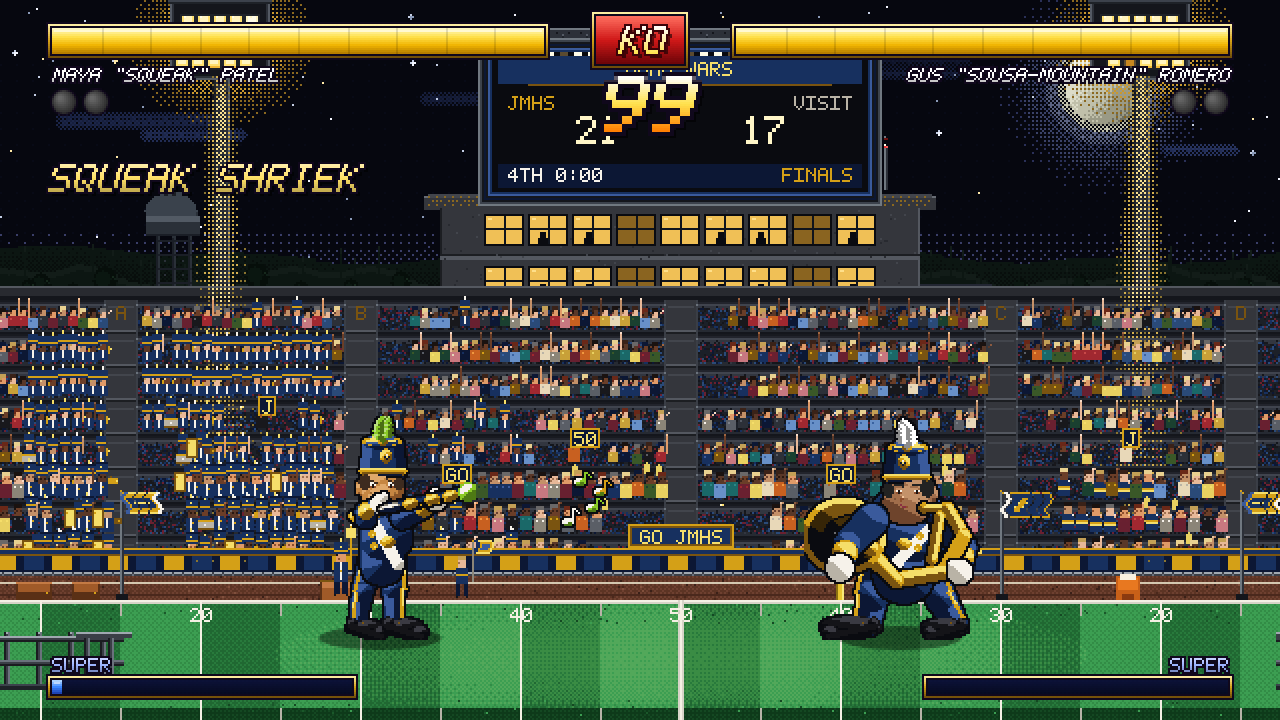 KO
MAYA "SQUEAK" PATEL
GUS "SOUSA-MOUNTAIN" ROMERO
99
JMHS
VISIT
17
SQUEAK SHRIEK
4TH 0:00
FINALS
A
B
C
D
J
50
J
GO
GO
GO JMHS
20
40
50
30
20
SUPER
SUPER